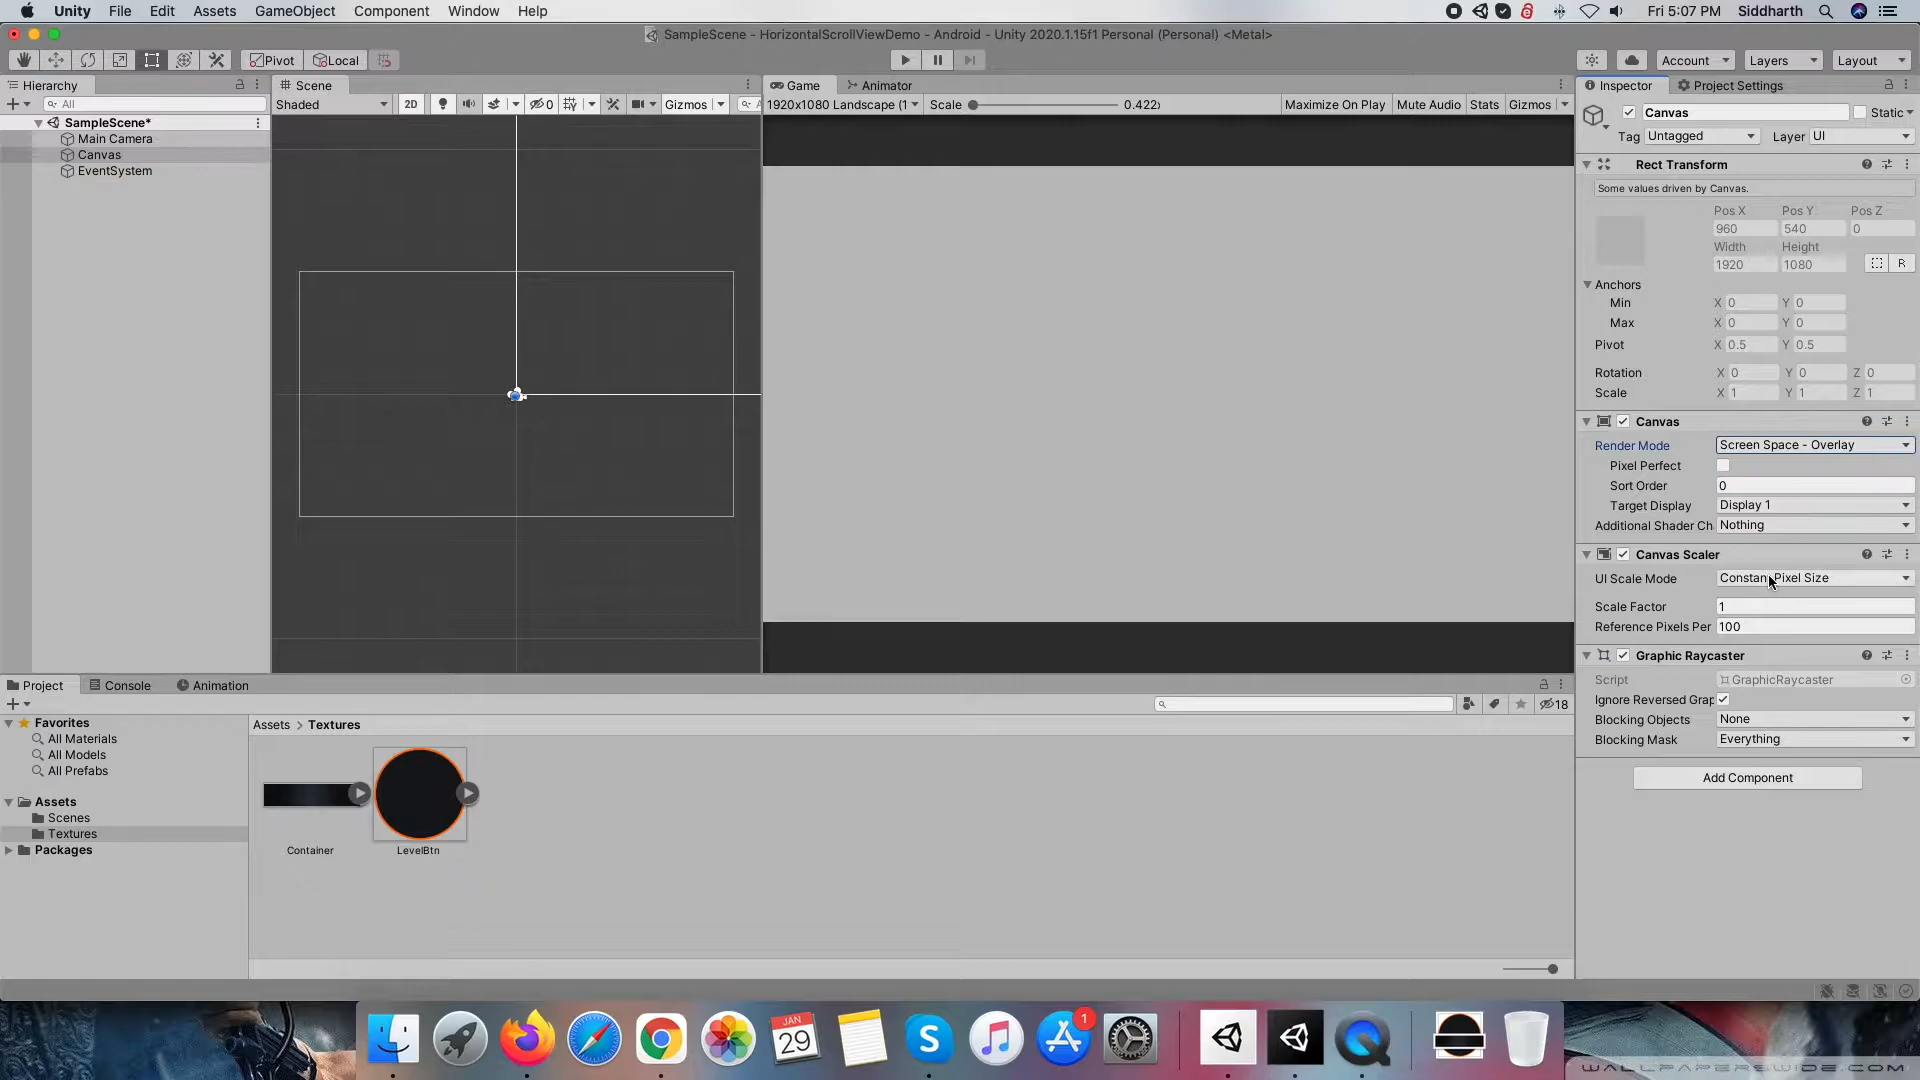 Unity File Edit Assets GameObject Component Window Help
Fri 5:07 PM Siddharth
SampleScene - HorizontalScrollViewDemo - Android - Unity 2020.1.15f1 Personal (Personal) <Metal>
Pivot Local
Account Layers Layout
Hierarchy
All
SampleScene*
Main Camera
Canvas
EventSystem
Scene
Shaded 2D 0 Gizmos
Game Animator
1920x1080 Landscape (1 Scale 0.422 Maximize On Play Mute Audio Stats Gizmos
Inspector Project Settings
Canvas Static
Tag Untagged Layer UI
Rect Transform
Some values driven by Canvas.
Pos X Pos Y Pos Z
960 540 0
Width Height
1920 1080 R
Anchors
Min X 0 Y 0
Max X 0 Y 0
Pivot X 0.5 Y 0.5
Rotation X 0 Y 0 Z 0
Scale X 1 Y 1 Z 1
Canvas
Render Mode Screen Space - Overlay
Pixel Perfect
Sort Order 0
Target Display Display 1
Additional Shader Ch Nothing
Canvas Scaler
UI Scale Mode Constant Pixel Size
Scale Factor 1
Reference Pixels Per 100
Graphic Raycaster
Script GraphicRaycaster
Ignore Reversed Grap
Blocking Objects None
Blocking Mask Everything
Add Component
Project Console Animation
18
Favorites
All Materials
All Models
All Prefabs
Assets
Scenes
Textures
Packages
Assets > Textures
Container LevelBtn
JAN
29
1
WALLPAPERSWIDE.COM